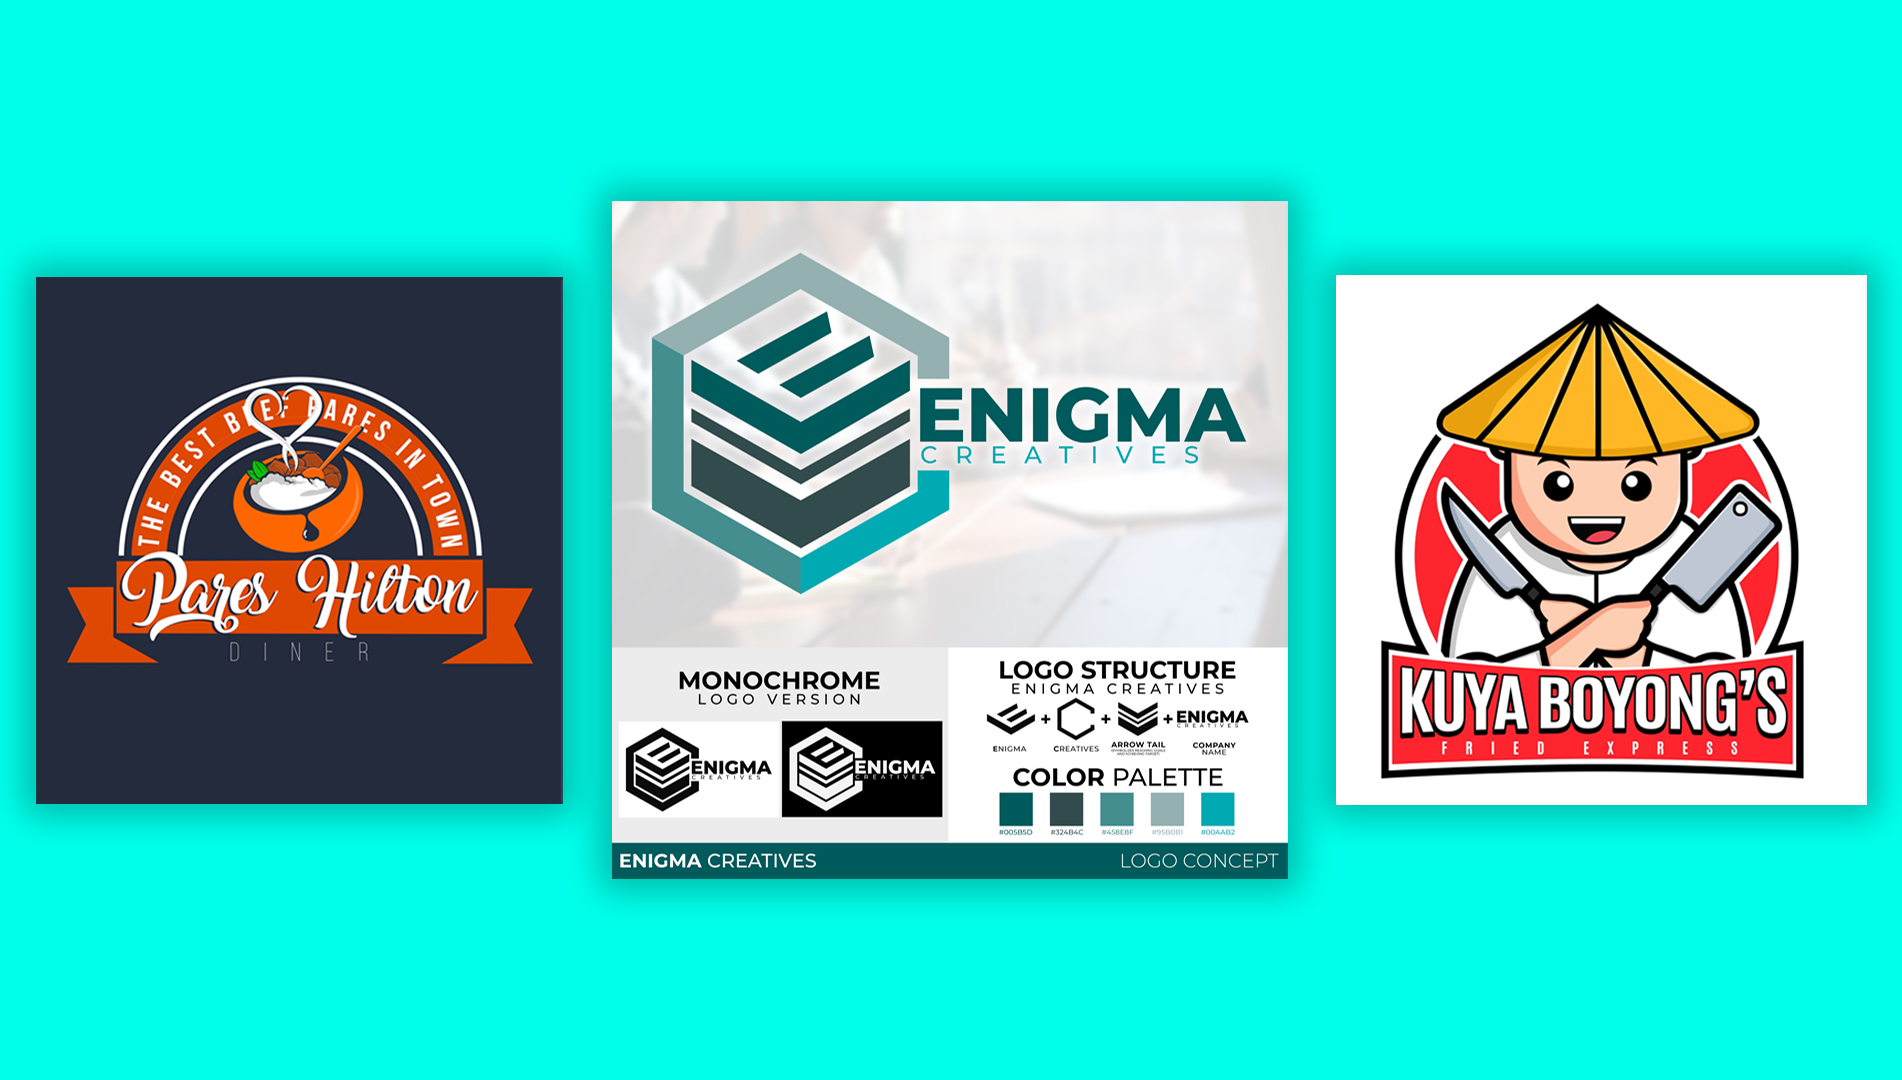 THE BEST BEEF PARES IN TOWN
Pares Hilton
DINER
ENIGMA
CREATIVES
MONOCHROME
LOGO VERSION
ENIGMA
CREATIVES
ENIGMA
CREATIVES
LOGO STRUCTURE
ENIGMA CREATIVES
+ + + ENIGMA
CREATIVES
ENIGMA
CREATIVES
ARROW TAIL
COMPANY
NAME
COLOR PALETTE
#005B5D #324B4C #458E8F #95B0B1 #00AAB2
ENIGMA CREATIVES
LOGO CONCEPT
KUYA BOYONG'S
FRIED EXPRESS